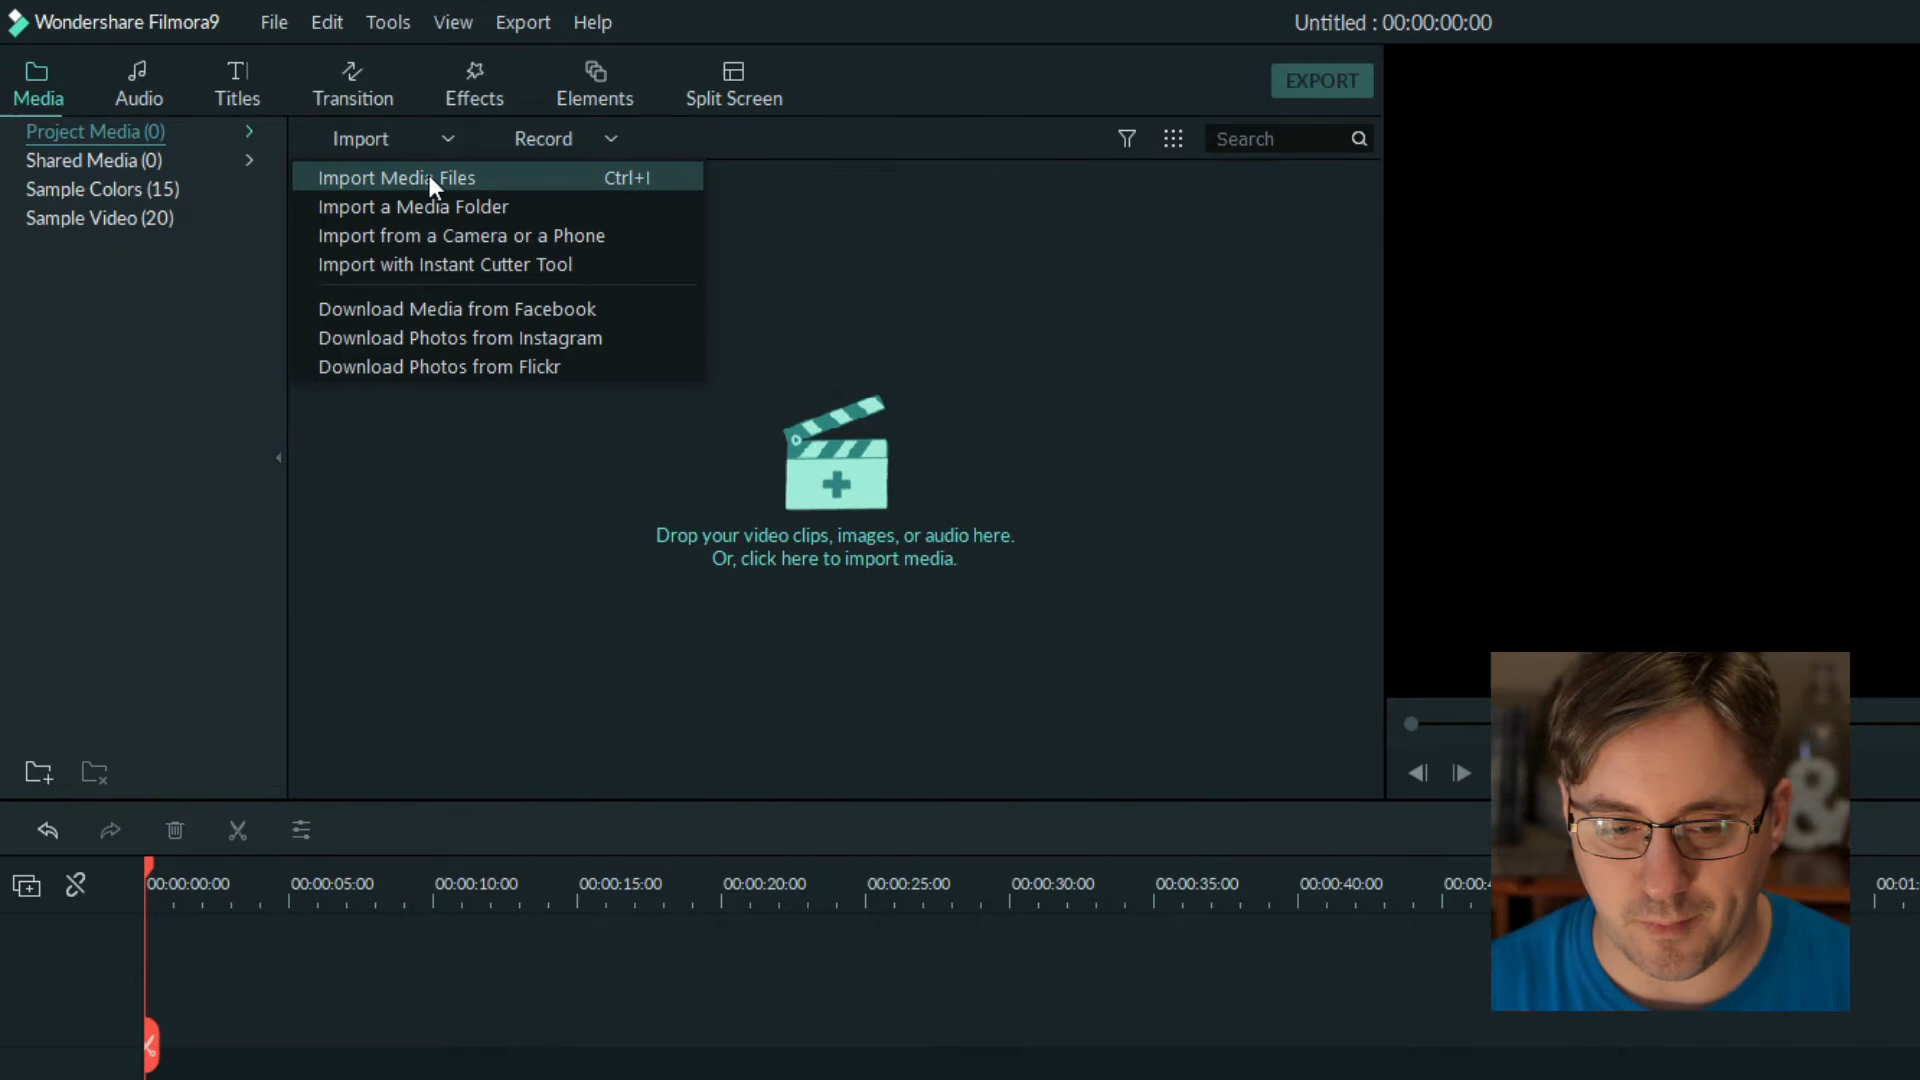 Wondershare Filmora9 File Edit Tools View Export Help Untitled : 00:00:00:00
Media Audio Titles Transition Effects Elements Split Screen EXPORT
Project Media (0)
Shared Media (0)
Sample Colors (15)
Sample Video (20)
Import Record Search
Import Media Files Ctrl+I
Import a Media Folder
Import from a Camera or a Phone
Import with Instant Cutter Tool
Download Media from Facebook
Download Photos from Instagram
Download Photos from Flickr
Drop your video clips, images, or audio here.
Or, click here to import media.
&
00:00:00:00 00:00:05:00 00:00:10:00 00:00:15:00 00:00:20:00 00:00:25:00 00:00:30:00 00:00:35:00 00:00:40:00 00:00:4 00:01: